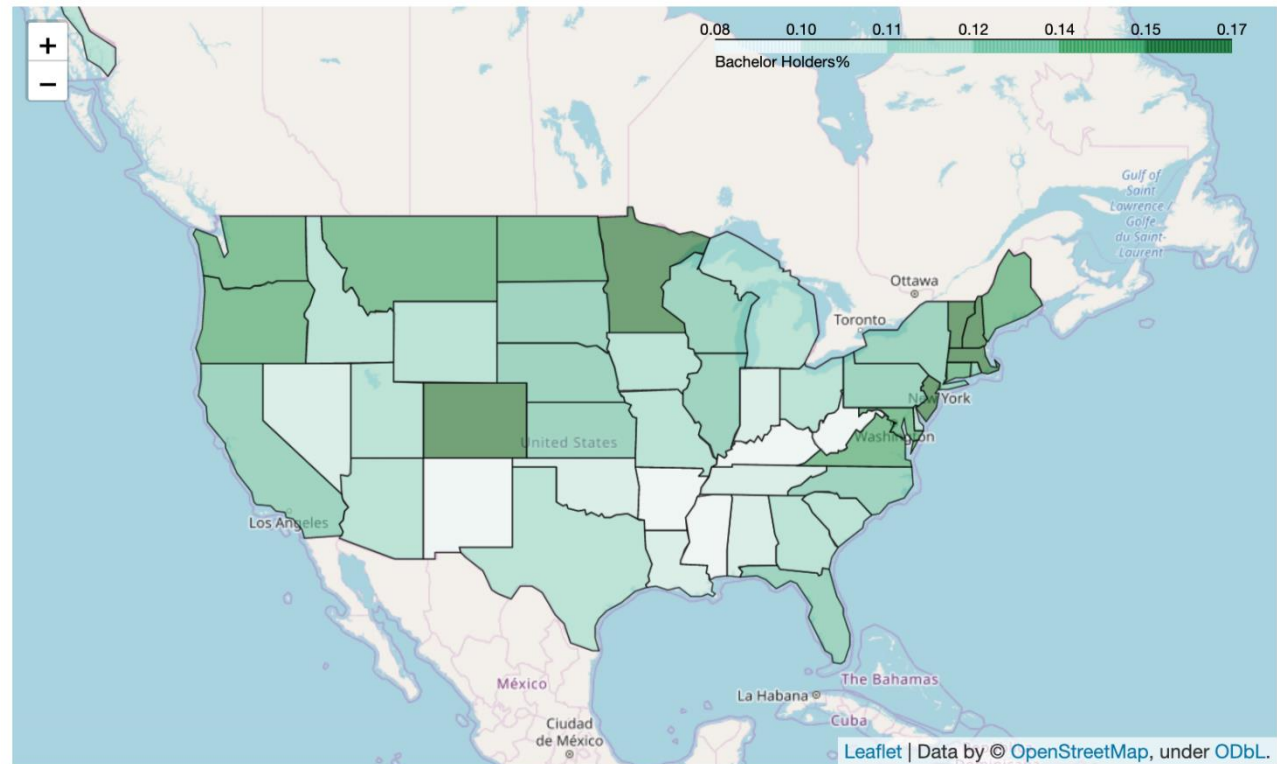 +
−
0.08 0.10 0.11 0.12 0.14 0.15 0.17
Bachelor Holders%
Gulf of
Saint
Lawrence /
Golfe
du Saint-
Laurent
Ottawa
Toronto
New York
Washington
United States
Los Angeles
México
Ciudad
de México
La Habana
The Bahamas
Cuba
Leaflet | Data by © OpenStreetMap, under ODbL.